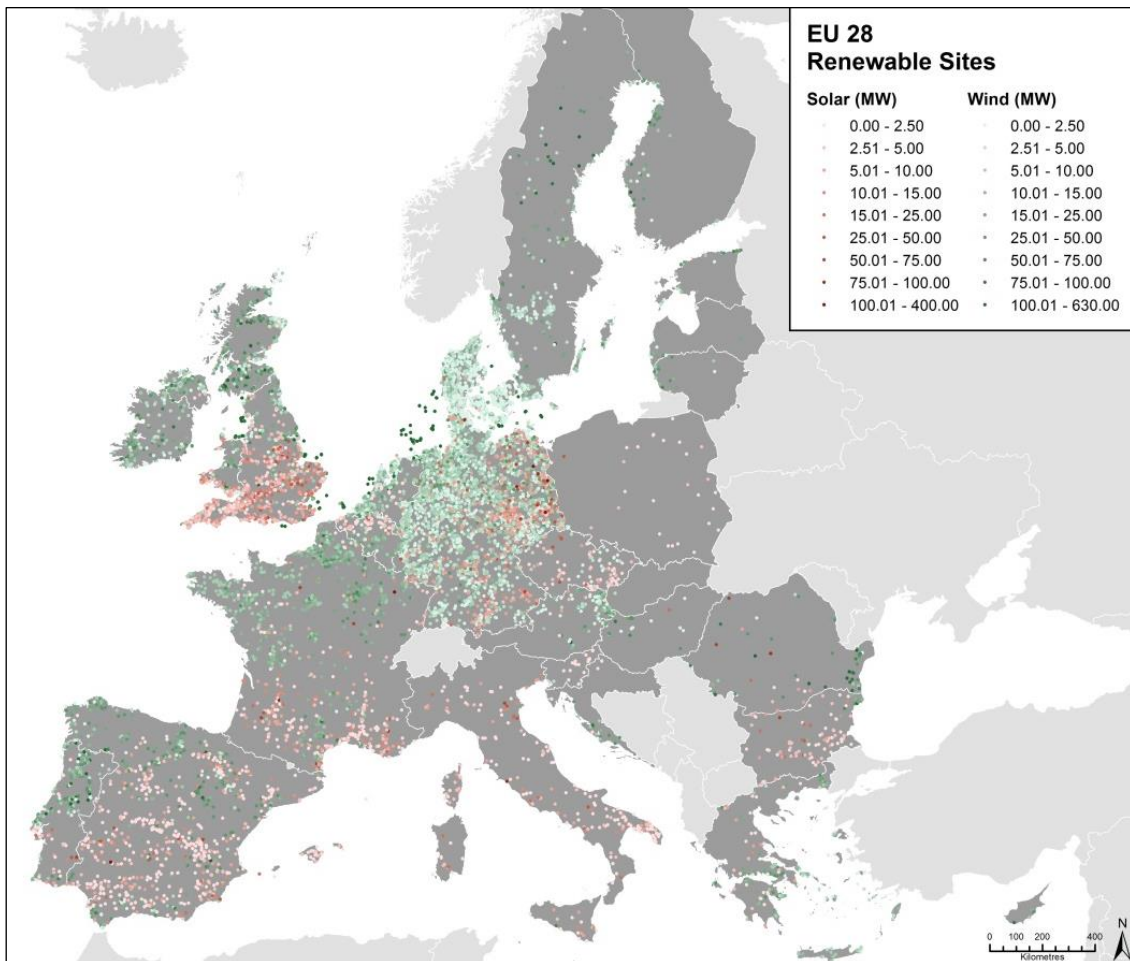 EU 28
Renewable Sites
Solar (MW) Wind (MW)
0.00 - 2.50 0.00 - 2.50
2.51 - 5.00 2.51 - 5.00
5.01 - 10.00 5.01 - 10.00
10.01 - 15.00 10.01 - 15.00
15.01 - 25.00 15.01 - 25.00
25.01 - 50.00 25.01 - 50.00
50.01 - 75.00 50.01 - 75.00
75.01 - 100.00 75.01 - 100.00
100.01 - 400.00 100.01 - 630.00
N
0 100 200 400
Kilometres